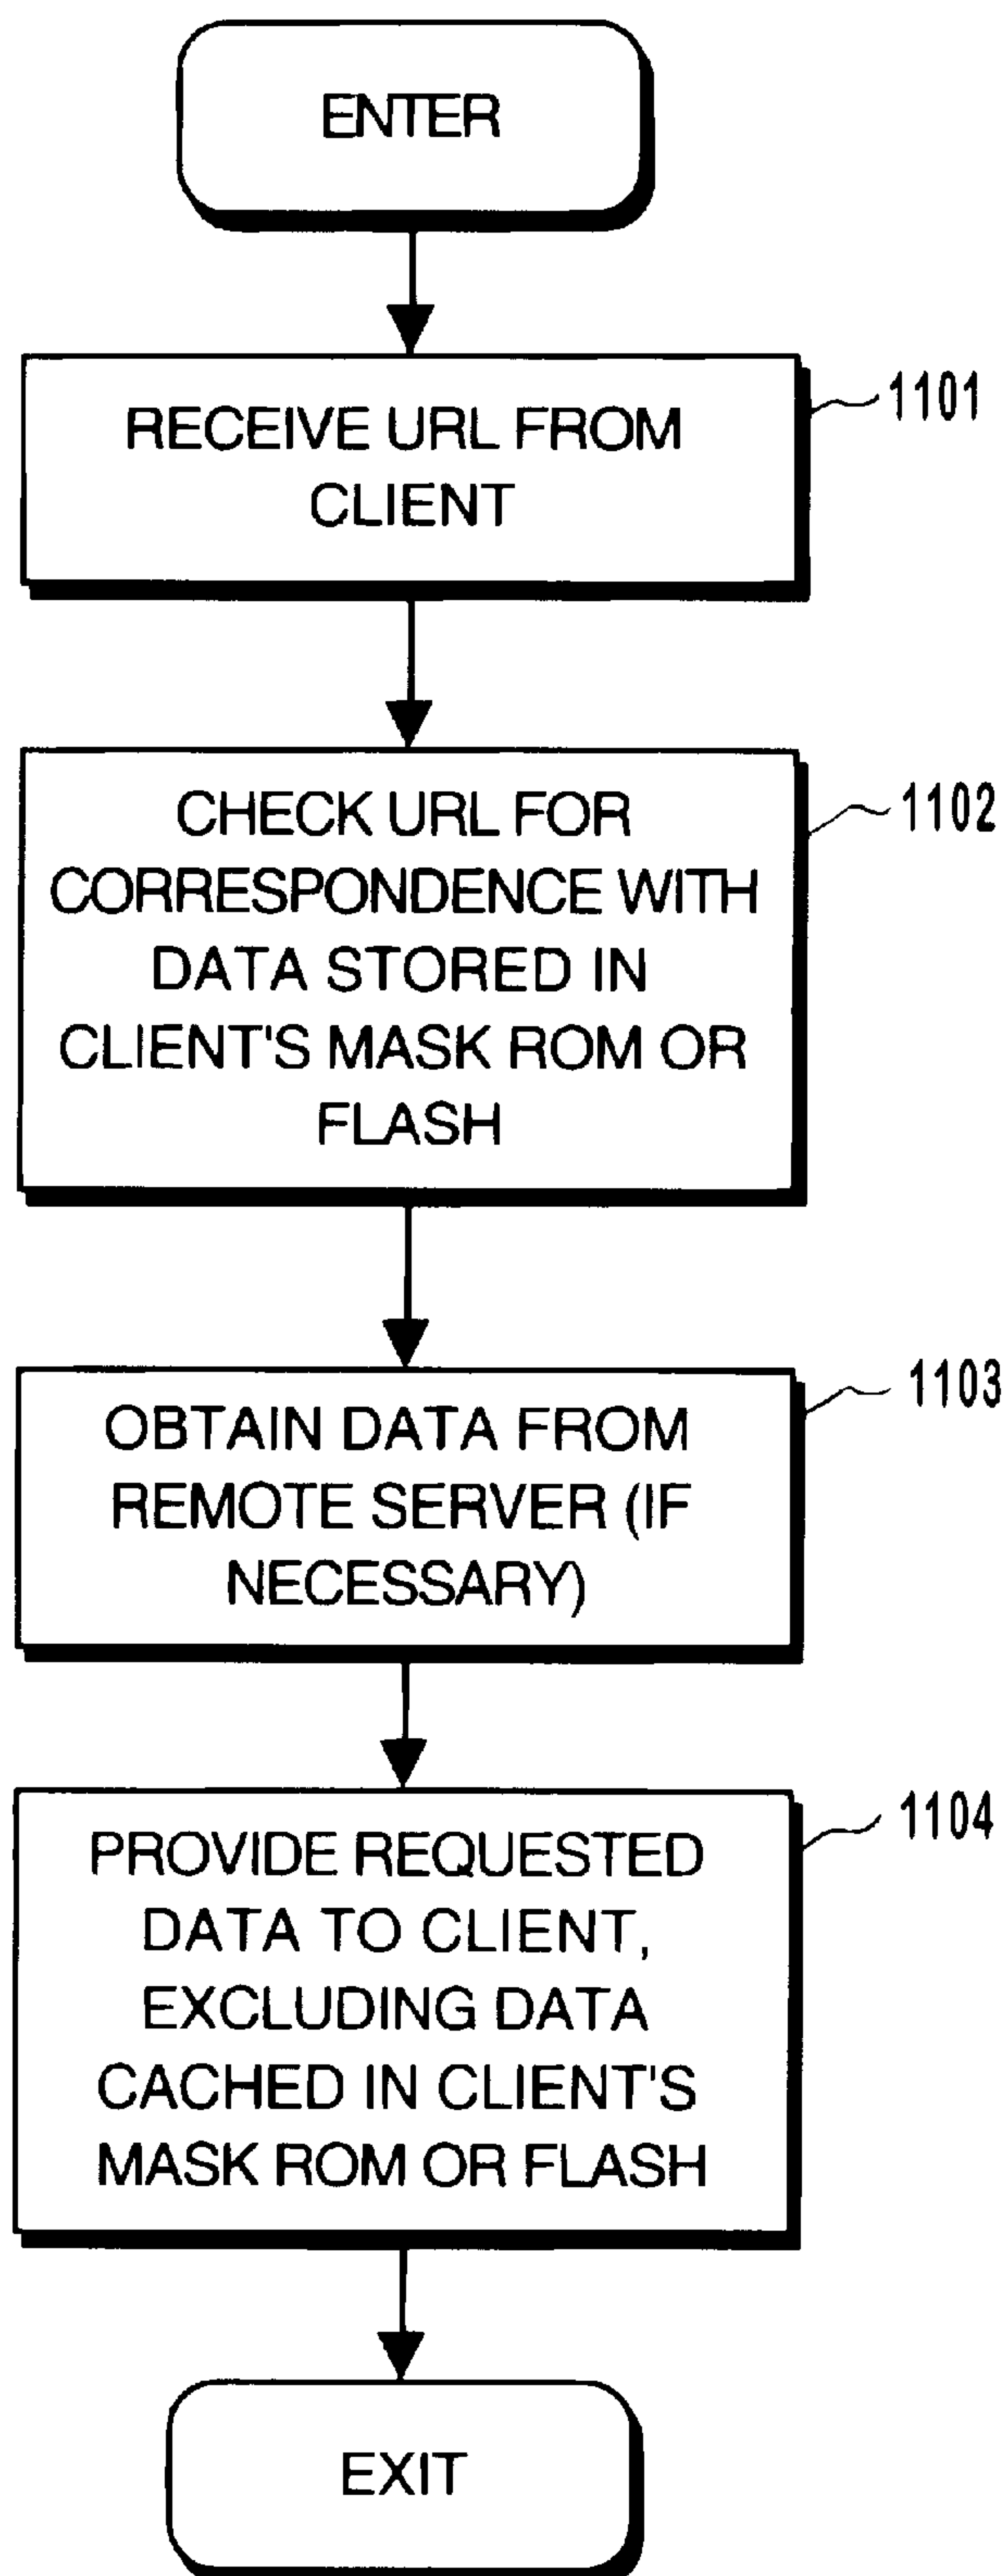 ENTER
RECEIVE URL FROM
CLIENT
1101
CHECK URL FOR
CORRESPONDENCE WITH
DATA STORED IN
CLIENT'S MASK ROM OR
FLASH
1102
OBTAIN DATA FROM
REMOTE SERVER (IF
NECESSARY)
1103
PROVIDE REQUESTED
DATA TO CLIENT,
EXCLUDING DATA
CACHED IN CLIENT'S
MASK ROM OR FLASH
1104
EXIT